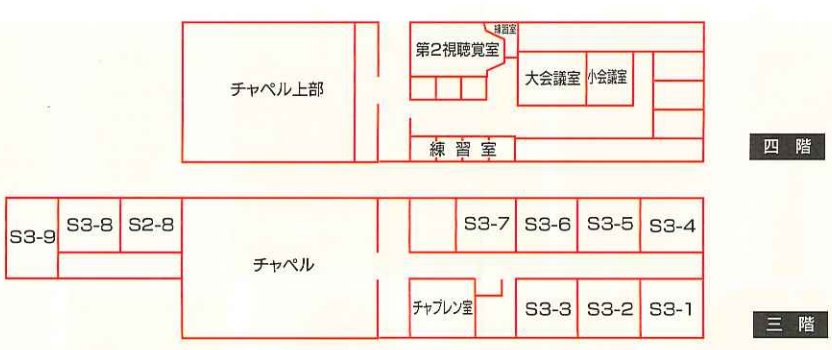 練習室
第2視聴覚室
チャペル上部
大会議室
小会議室
練習室
四階
S3-9
S3-8
S2-8
チャペル
S3-7
S3-6
S3-5
S3-4
チャプレン室
S3-3
S3-2
S3-1
三階